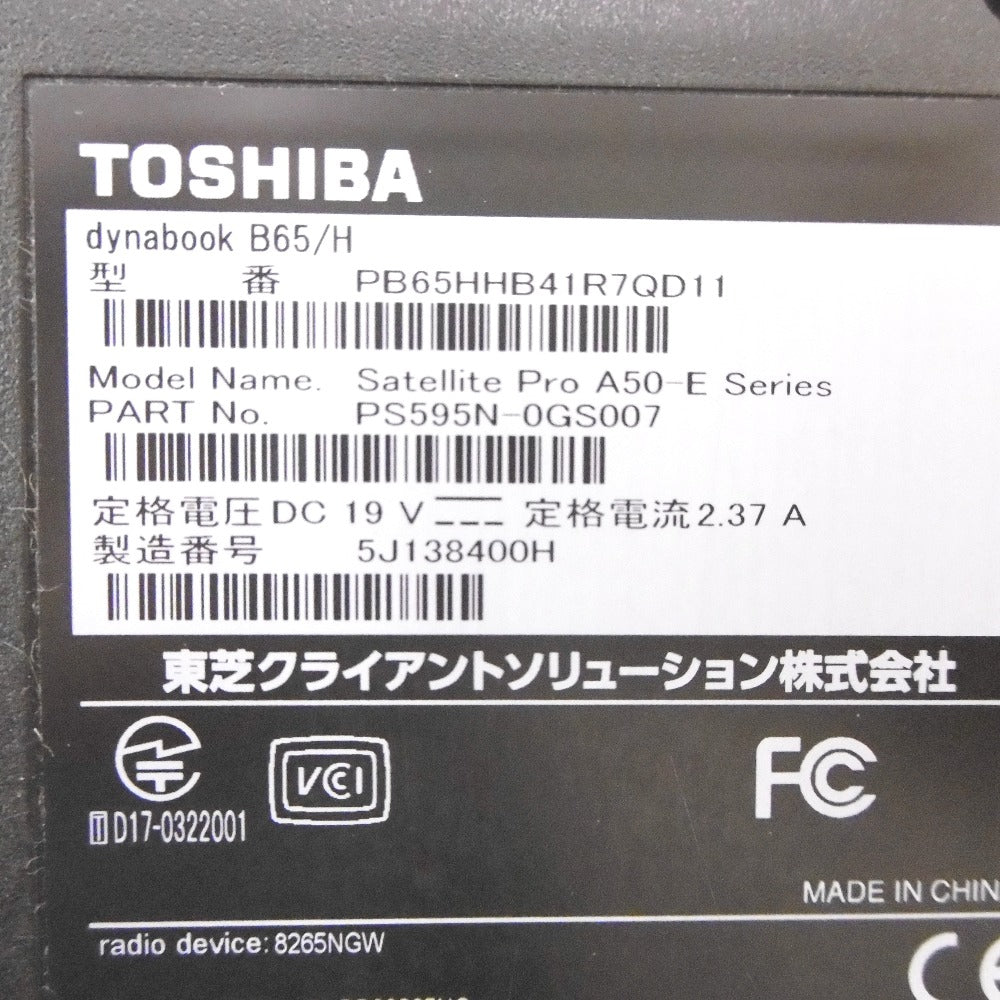 TOSHIBA
dynabook B65/H
型 番 PB65HHB41R7QD11
Model Name. Satellite Pro A50-E Series
PART No. PS595N-0GS007
定格電圧DC 19 V 定格電流2.37 A
製造番号 5J138400H
東芝クライアントソリューション株式会社
VCI
FC
T D17-0322001
MADE IN CHIN
radio device: 8265NGW
CE